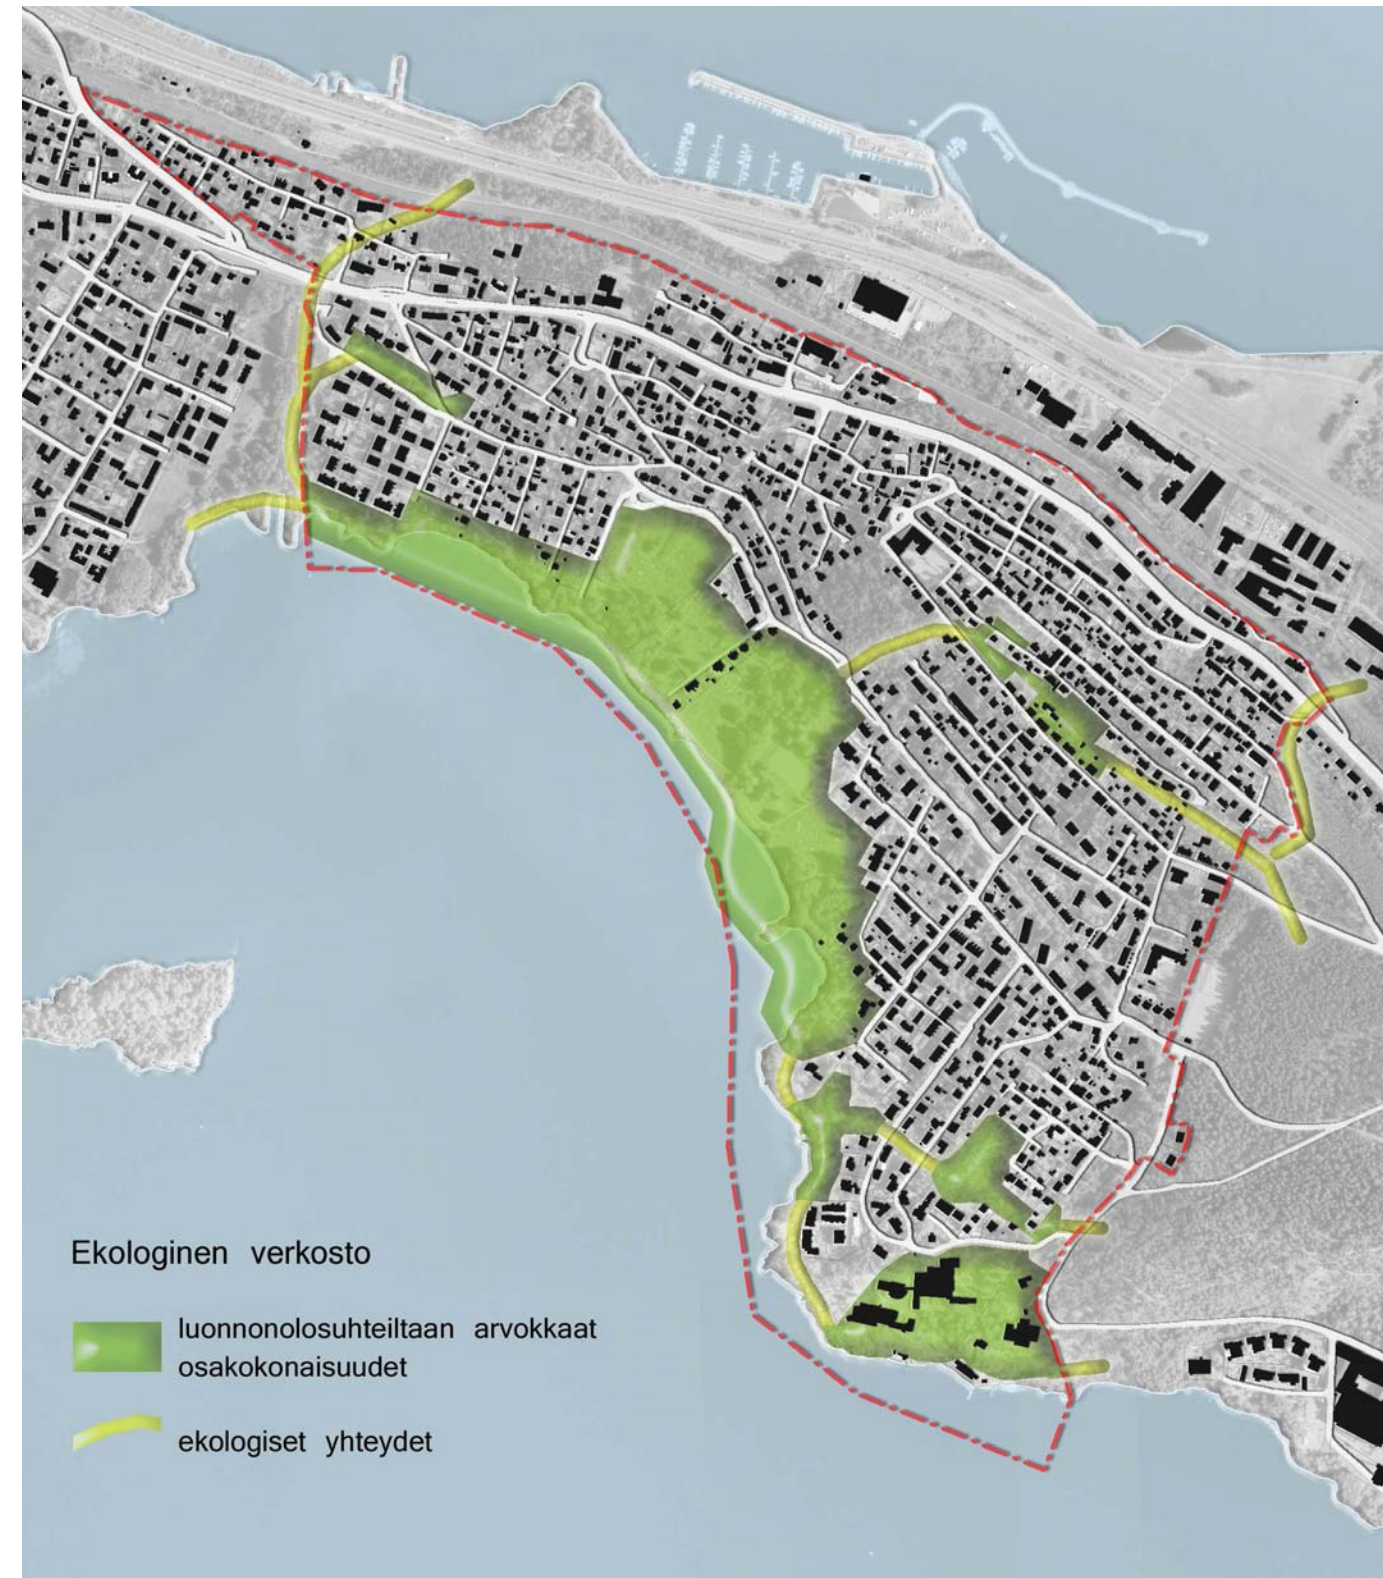 Ekologinen verkosto
luonnonolosuhteiltaan arvokkaat
osakokonaisuudet
ekologiset yhteydet